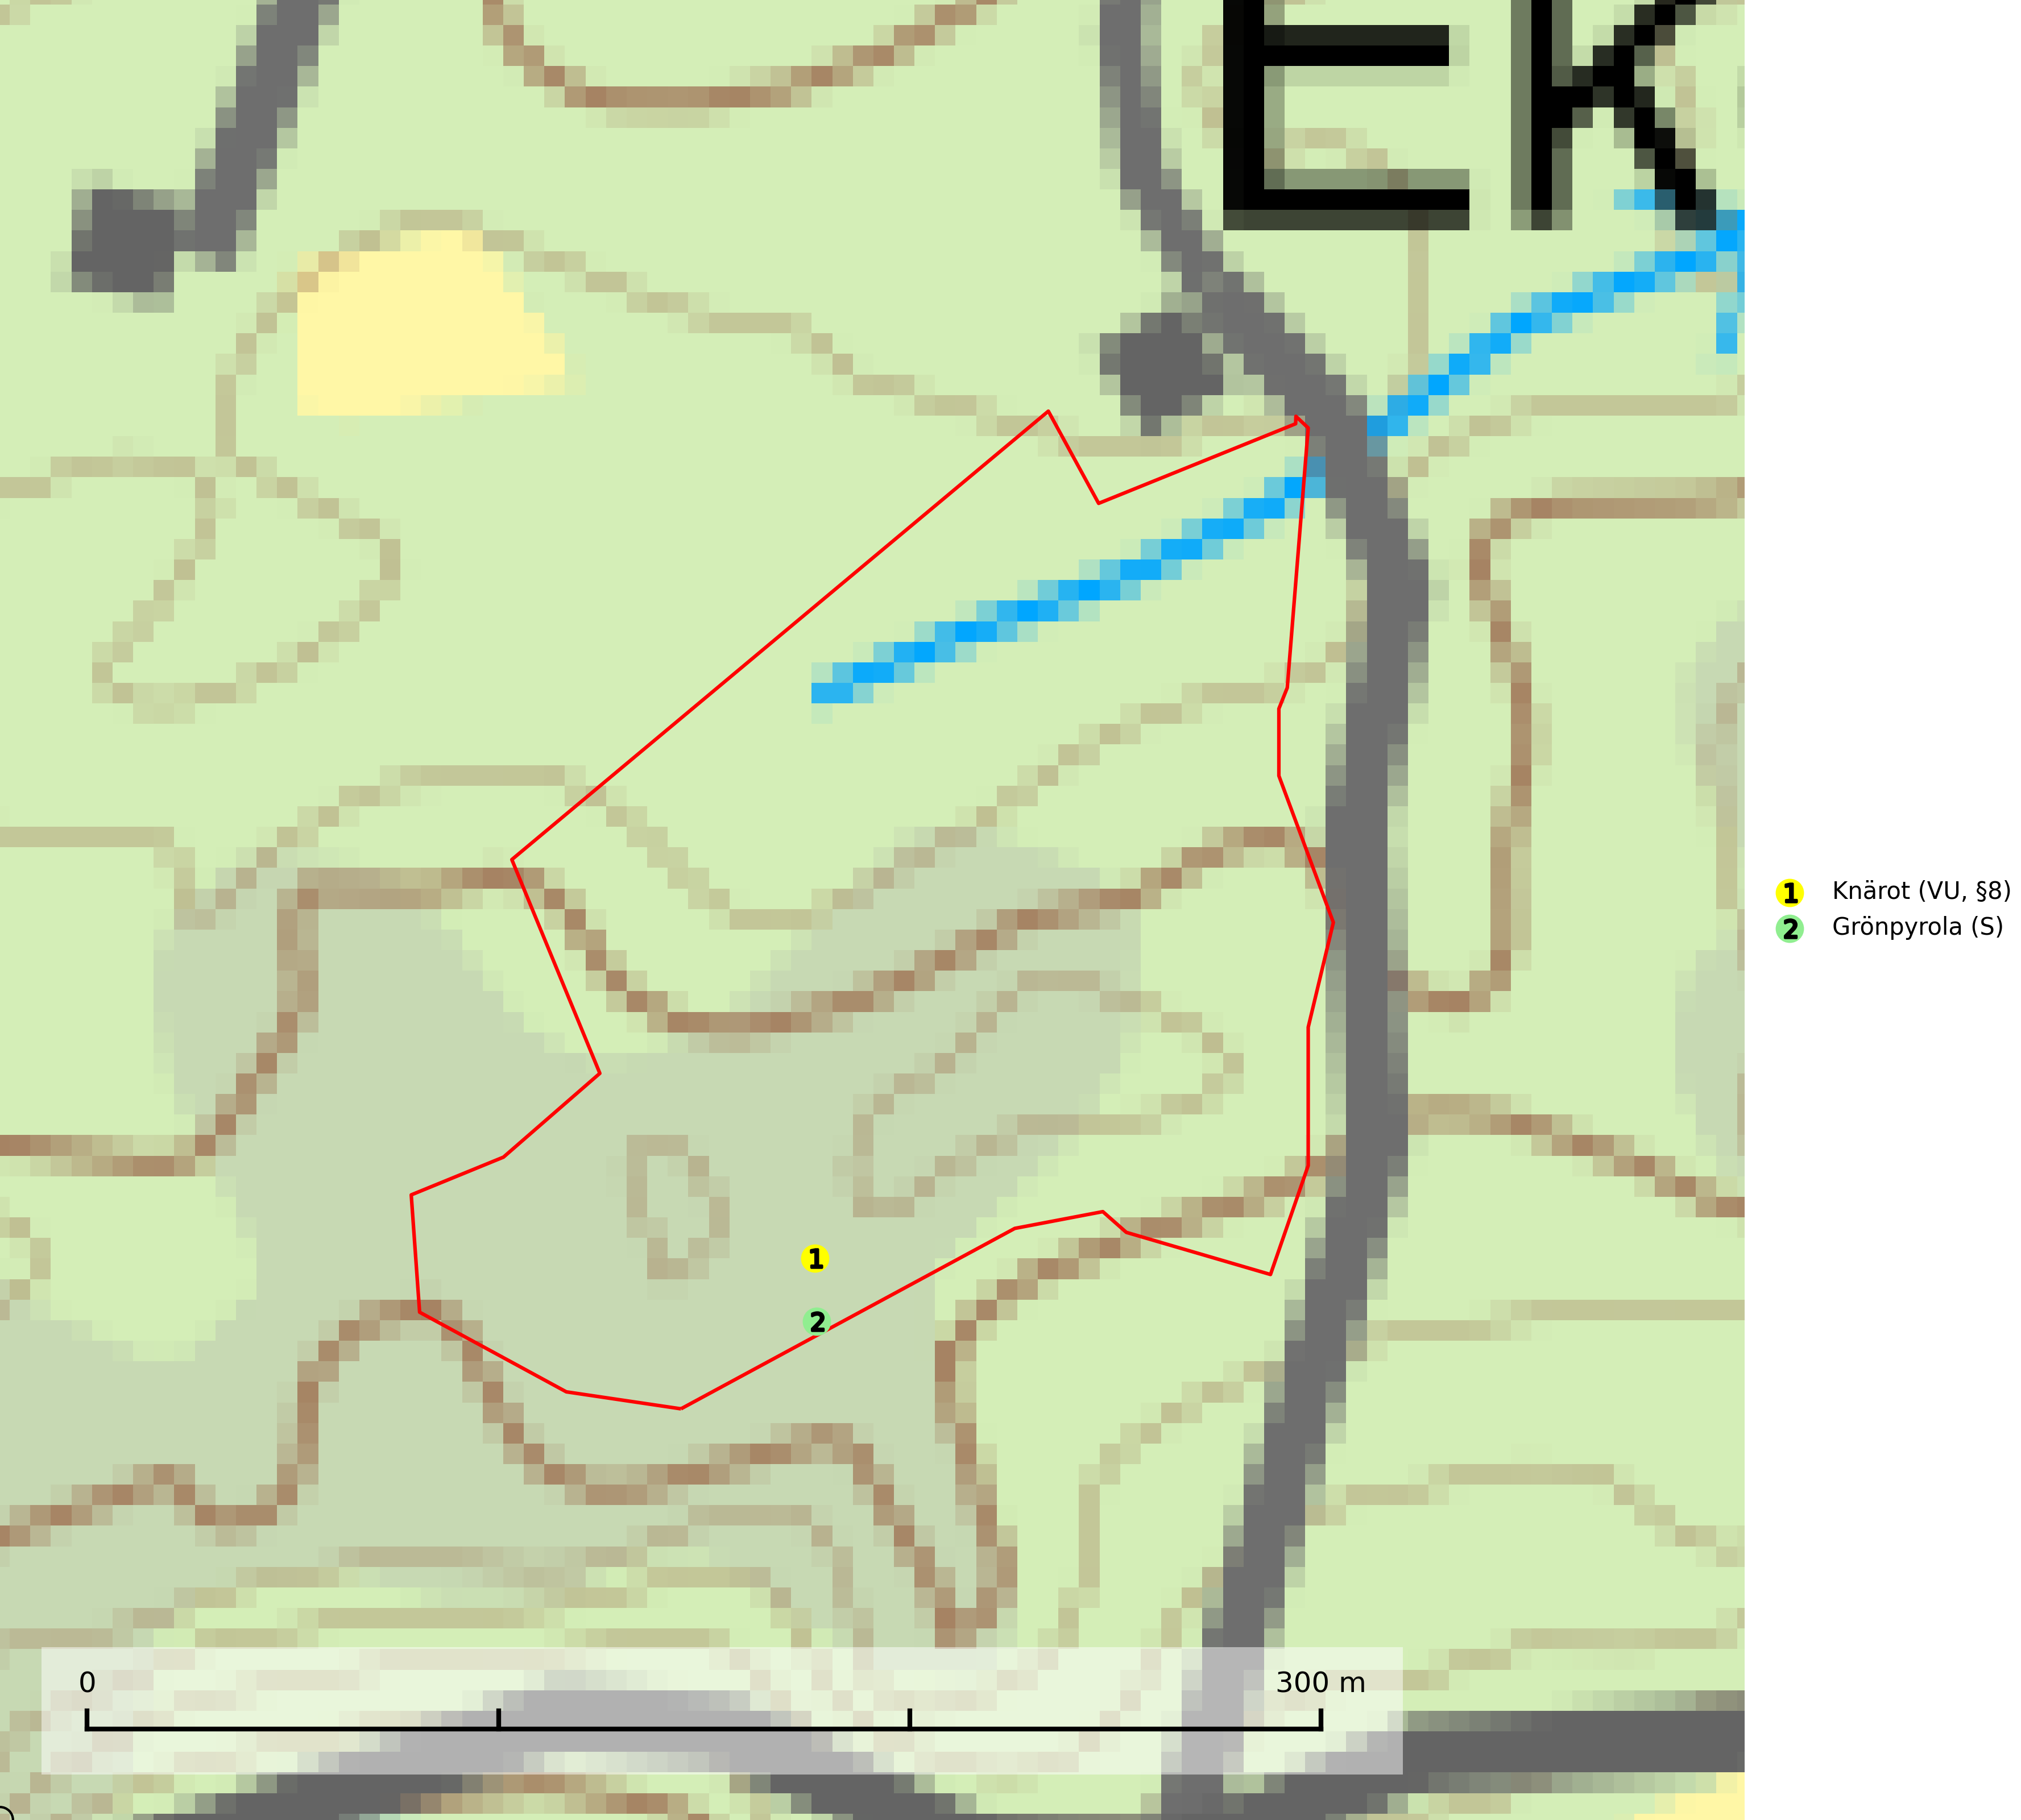 EK
1 Knärot (VU, §8)
2 Grönpyrola (S)
1
2
0 300 m